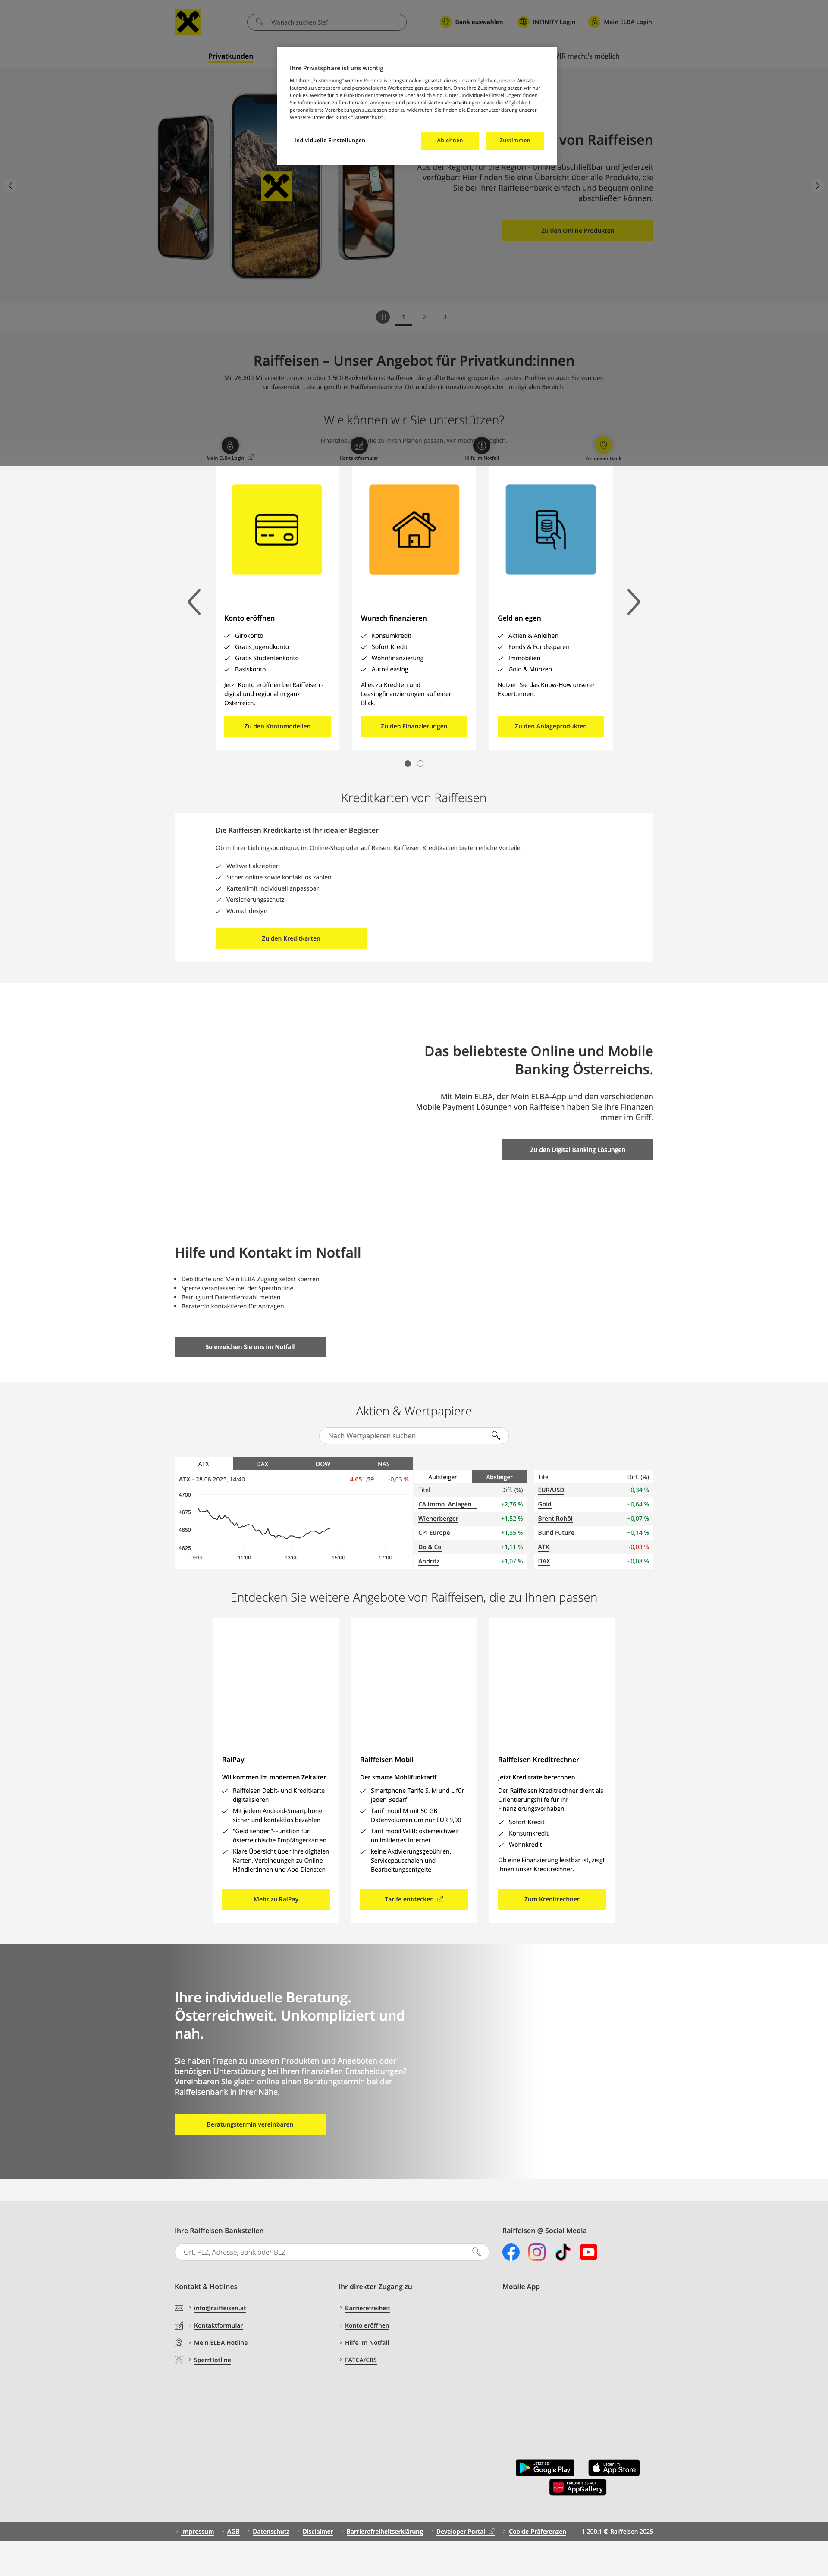 Wonach suchen Sie?
Bank auswählen
INFINITY Login
Mein ELBA Login
Privatkunden
WIR macht's möglich
Ihre Privatsphäre ist uns wichtig
Mit Ihrer „Zustimmung“ werden Personalisierungs-Cookies gesetzt, die es uns ermöglichen, unsere Website
laufend zu verbessern und personalisierte Werbeanzeigen zu erstellen. Ohne Ihre Zustimmung setzen wir nur
Cookies, welche für die Funktion der Internetseite unerlässlich sind. Unter „Individuelle Einstellungen“ finden
Sie Informationen zu funktionalen, anonymen und personalisierten Verarbeitungen sowie die Möglichkeit
personalisierte Verarbeitungen zuzulassen oder zu widerrufen. Sie finden die Datenschutzerklärung unserer
Webseite unter der Rubrik "Datenschutz".
Individuelle Einstellungen
Ablehnen
Zustimmen
von Raiffeisen
Aus der Region, für die Region - online abschließbar und jederzeit
verfügbar: Hier finden Sie eine Übersicht über alle Produkte, die
Sie bei Ihrer Raiffeisenbank einfach und bequem online
abschließen können.
Zu den Online Produkten
1
2
3
Raiffeisen – Unser Angebot für Privatkund:innen
Mit 26.800 Mitarbeiter:innen in über 1.500 Bankstellen ist Raiffeisen die größte Bankengruppe des Landes. Profitieren auch Sie von den
umfassenden Leistungen Ihrer Raiffeisenbank vor Ort und den innovativen Angeboten im digitalen Bereich.
Wie können wir Sie unterstützen?
Finanzlösungen, die zu Ihren Plänen passen. Wir machen's möglich.
Mein ELBA Login
Kontaktformular
Hilfe im Notfall
Zu meiner Bank
Konto eröffnen
Girokonto
Gratis Jugendkonto
Gratis Studentenkonto
Basiskonto
Jetzt Konto eröffnen bei Raiffeisen -
digital und regional in ganz
Österreich.
Zu den Kontomodellen
Wunsch finanzieren
Konsumkredit
Sofort Kredit
Wohnfinanzierung
Auto-Leasing
Alles zu Krediten und
Leasingfinanzierungen auf einen
Blick.
Zu den Finanzierungen
Geld anlegen
Aktien & Anleihen
Fonds & Fondssparen
Immobilien
Gold & Münzen
Nutzen Sie das Know-How unserer
Expert:innen.
Zu den Anlageprodukten
Kreditkarten von Raiffeisen
Die Raiffeisen Kreditkarte ist Ihr idealer Begleiter
Ob in Ihrer Lieblingsboutique, im Online-Shop oder auf Reisen. Raiffeisen Kreditkarten bieten etliche Vorteile:
Weltweit akzeptiert
Sicher online sowie kontaktlos zahlen
Kartenlimit individuell anpassbar
Versicherungsschutz
Wunschdesign
Zu den Kreditkarten
Das beliebteste Online und Mobile
Banking Österreichs.
Mit Mein ELBA, der Mein ELBA-App und den verschiedenen
Mobile Payment Lösungen von Raiffeisen haben Sie Ihre Finanzen
immer im Griff.
Zu den Digital Banking Lösungen
Hilfe und Kontakt im Notfall
Debitkarte und Mein ELBA Zugang selbst sperren
Sperre veranlassen bei der Sperrhotline
Betrug und Datendiebstahl melden
Berater:in kontaktieren für Anfragen
So erreichen Sie uns im Notfall
Aktien & Wertpapiere
Nach Wertpapieren suchen
ATX DAX DOW NAS
ATX - 28.08.2025, 14:40 4.651,59 -0,03 %
4700
4675
4650
4625
09:00 11:00 13:00 15:00 17:00
Aufsteiger Absteiger
Titel Diff. (%)
CA Immo. Anlagen... +2,76 %
Wienerberger +1,52 %
CPI Europe +1,35 %
Do & Co +1,11 %
Andritz +1,07 %
Titel Diff. (%)
EUR/USD +0,34 %
Gold +0,64 %
Brent Rohöl +0,07 %
Bund Future +0,14 %
ATX -0,03 %
DAX +0,08 %
Entdecken Sie weitere Angebote von Raiffeisen, die zu Ihnen passen
RaiPay
Willkommen im modernen Zeitalter.
Raiffeisen Debit- und Kreditkarte
digitalisieren
Mit jedem Android-Smartphone
sicher und kontaktlos bezahlen
"Geld senden"-Funktion für
österreichische Empfängerkarten
Klare Übersicht über Ihre digitalen
Karten, Verbindungen zu Online-
Händler:innen und Abo-Diensten
Mehr zu RaiPay
Raiffeisen Mobil
Der smarte Mobilfunktarif.
Smartphone Tarife S, M und L für
jeden Bedarf
Tarif mobil M mit 50 GB
Datenvolumen um nur EUR 9,90
Tarif mobil WEB: österreichweit
unlimitiertes Internet
keine Aktivierungsgebühren,
Servicepauschalen und
Bearbeitungsentgelte
Tarife entdecken
Raiffeisen Kreditrechner
Jetzt Kreditrate berechnen.
Der Raiffeisen Kreditrechner dient als
Orientierungshilfe für Ihr
Finanzierungsvorhaben.
Sofort Kredit
Konsumkredit
Wohnkredit
Ob eine Finanzierung leistbar ist, zeigt
Ihnen unser Kreditrechner.
Zum Kreditrechner
Ihre individuelle Beratung.
Österreichweit. Unkompliziert und
nah.
Sie haben Fragen zu unseren Produkten und Angeboten oder
benötigen Unterstützung bei Ihren finanziellen Entscheidungen?
Vereinbaren Sie gleich online einen Beratungstermin bei der
Raiffeisenbank in Ihrer Nähe.
Beratungstermin vereinbaren
Ihre Raiffeisen Bankstellen
Ort, PLZ, Adresse, Bank oder BLZ
Raiffeisen @ Social Media
Kontakt & Hotlines
info@raiffeisen.at
Kontaktformular
Mein ELBA Hotline
SperrHotline
Ihr direkter Zugang zu
Barrierefreiheit
Konto eröffnen
Hilfe im Notfall
FATCA/CRS
Mobile App
JETZT BEI
Google Play
Laden im
App Store
ERKUNDE ES AUF
AppGallery
Impressum AGB Datenschutz Disclaimer Barrierefreiheitserklärung Developer Portal Cookie-Präferenzen 1.200.1 © Raiffeisen 2025